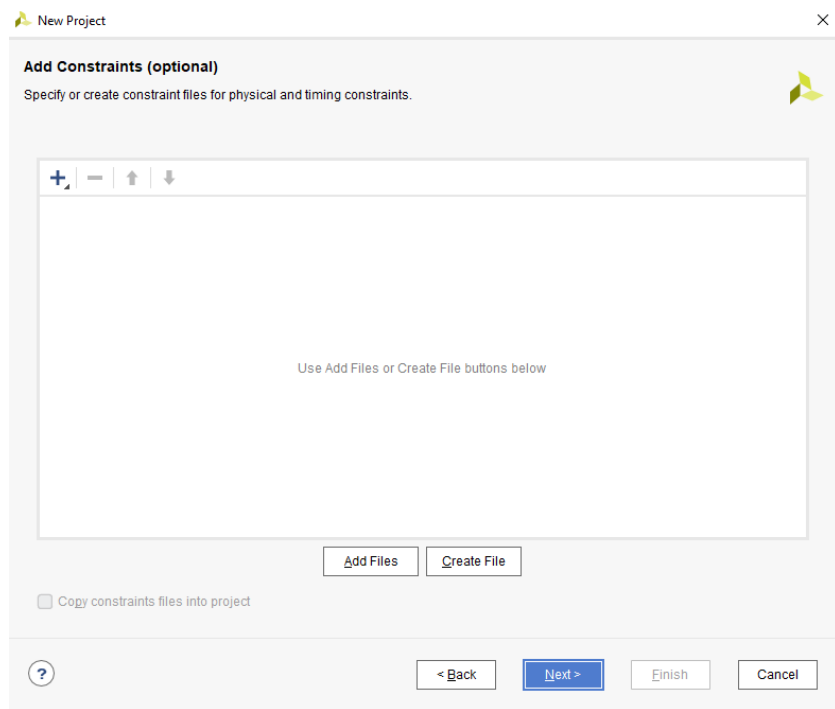 New Project
Add Constraints (optional)
Specify or create constraint files for physical and timing constraints.
Use Add Files or Create File buttons below
Add Files Create File
Copy constraints files into project
? < Back Next > Finish Cancel